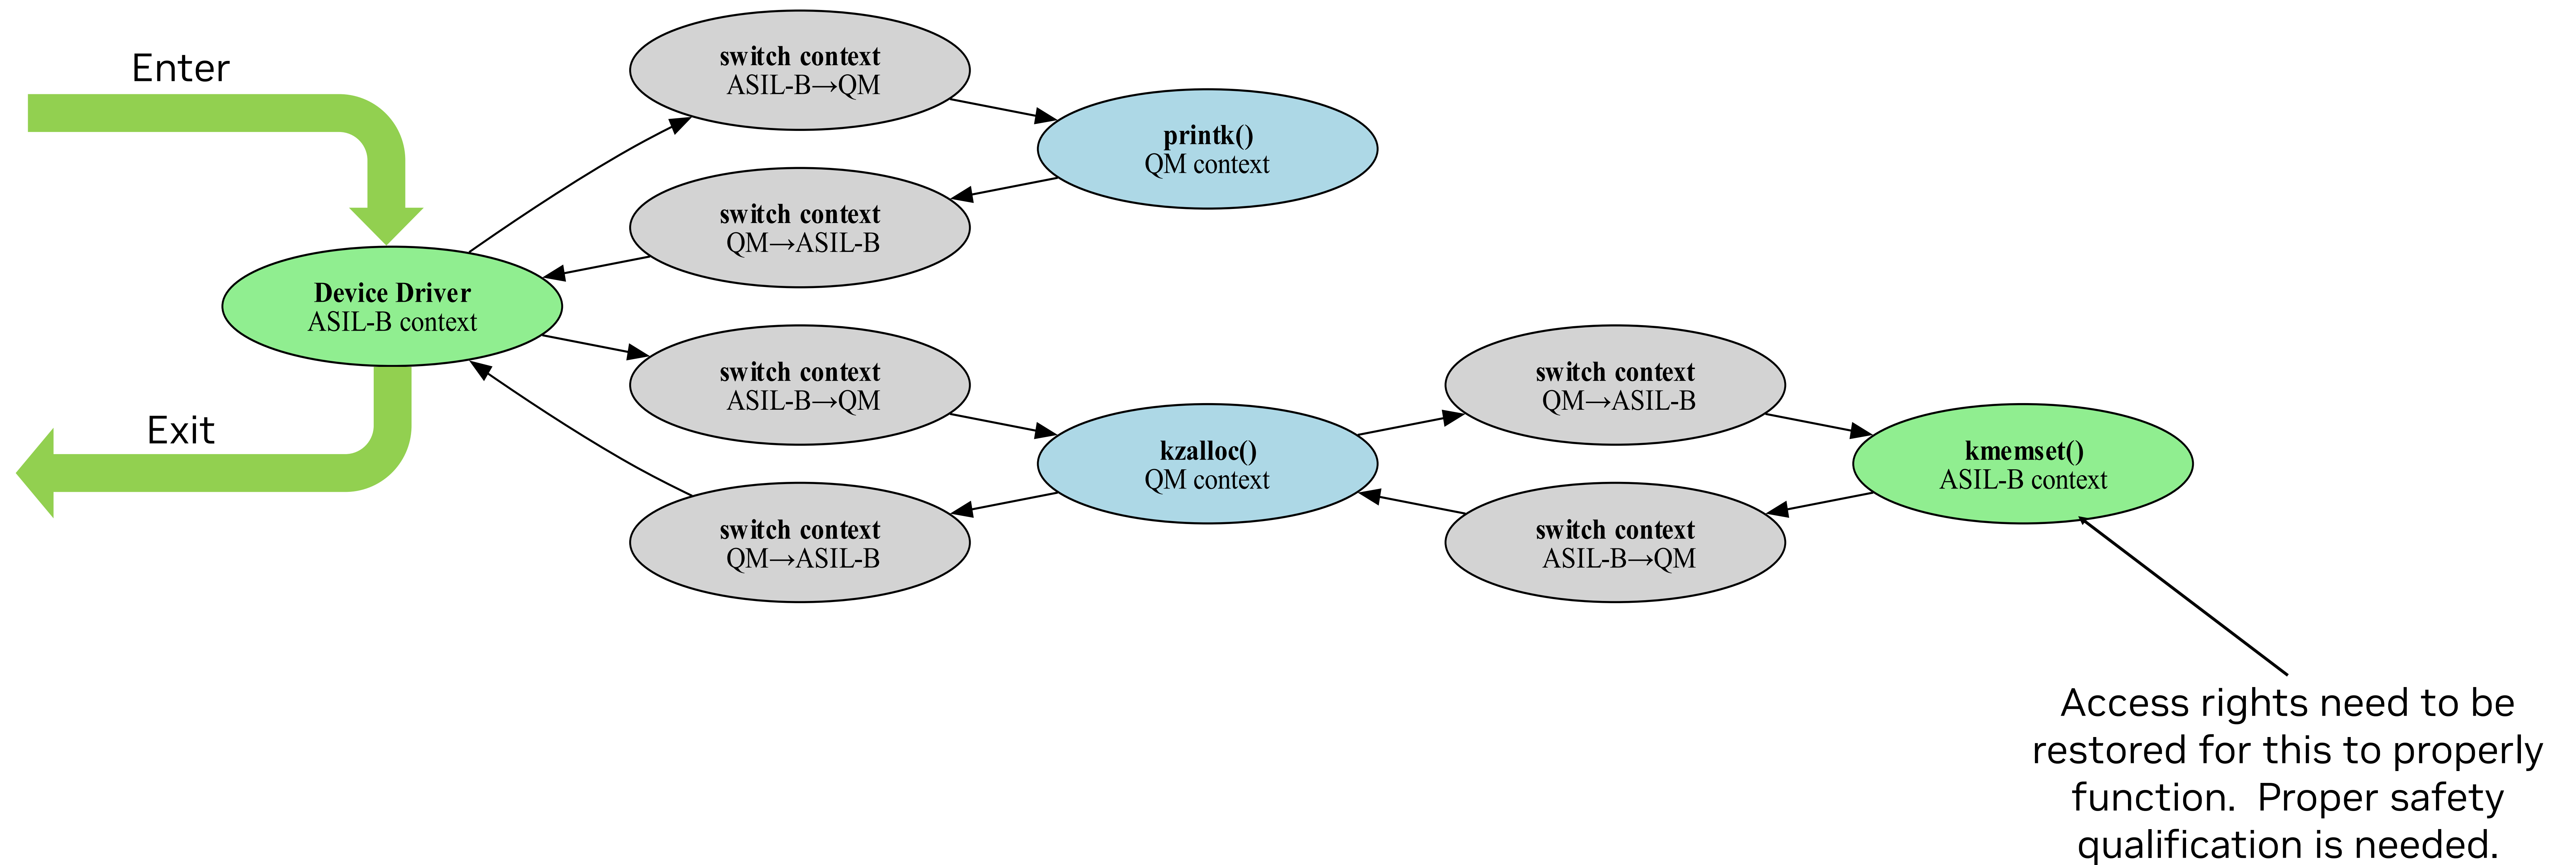 Enter
switch context
ASIL-B→QM
printk()
QM context
switch context
QM→ASIL-B
Device Driver
ASIL-B context
switch context
ASIL-B→QM
switch context
QM→ASIL-B
Exit
kzalloc()
QM context
kmemset()
ASIL-B context
switch context
QM→ASIL-B
switch context
ASIL-B→QM
Access rights need to be
restored for this to properly
function.  Proper safety
qualification is needed.